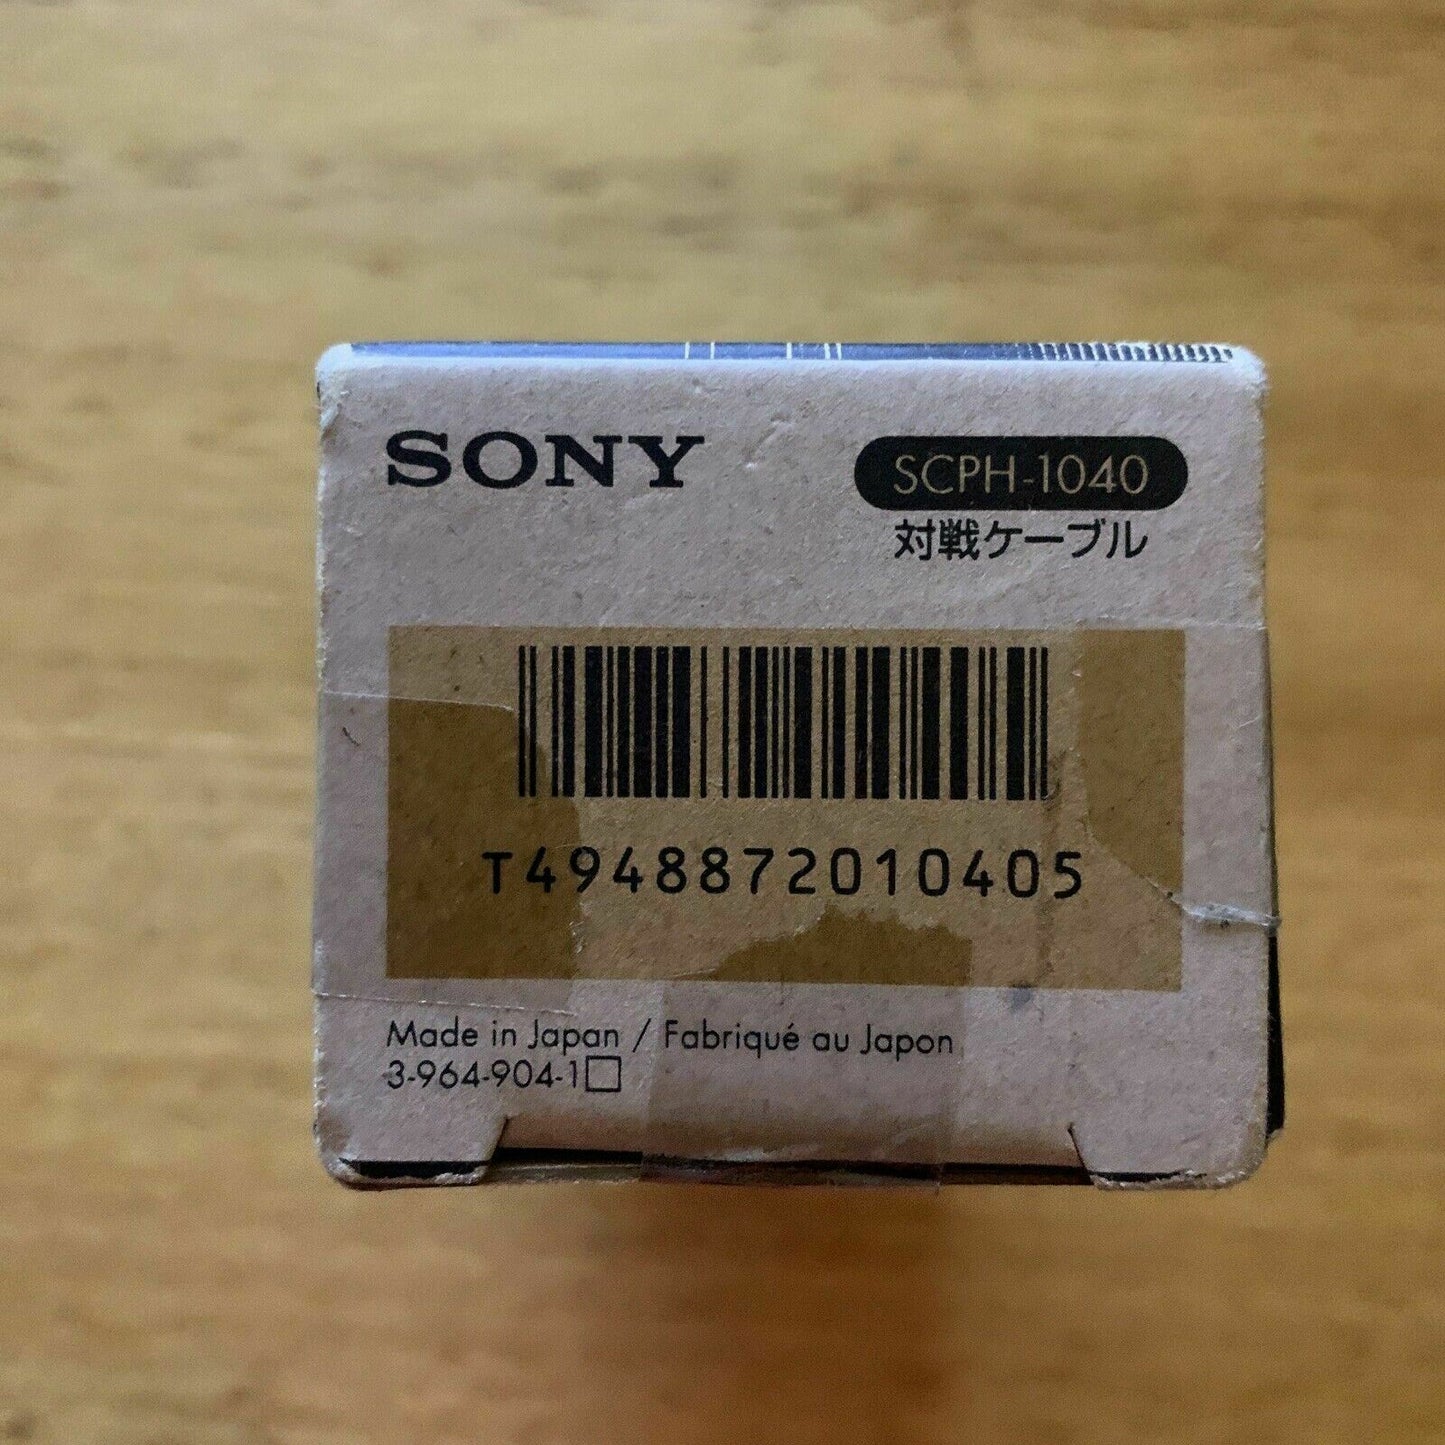 SONY
SCPH-1040
対戦ケーブル
T4948872010405
Made in Japan / Fabriqué au Japon
3-964-904-1□